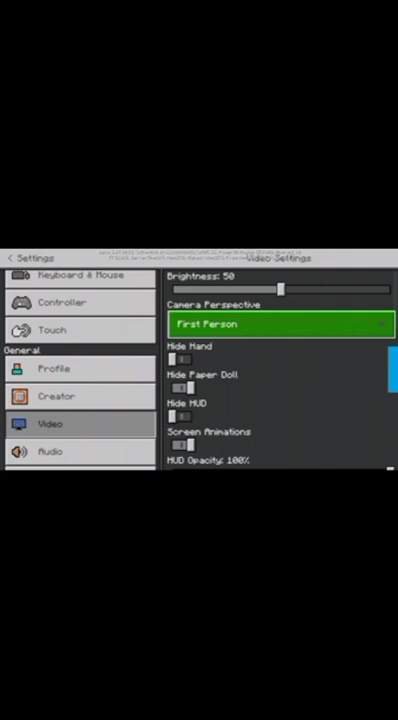 < Settings
Video Settings
Keyboard & Mouse
Controller
Touch
General
Profile
Creator
Video
Audio
Brightness: 50
Camera Perspective
First Person
Hide Hand
Hide Paper Doll
Hide HUD
Screen Animations
HUD Opacity: 100%